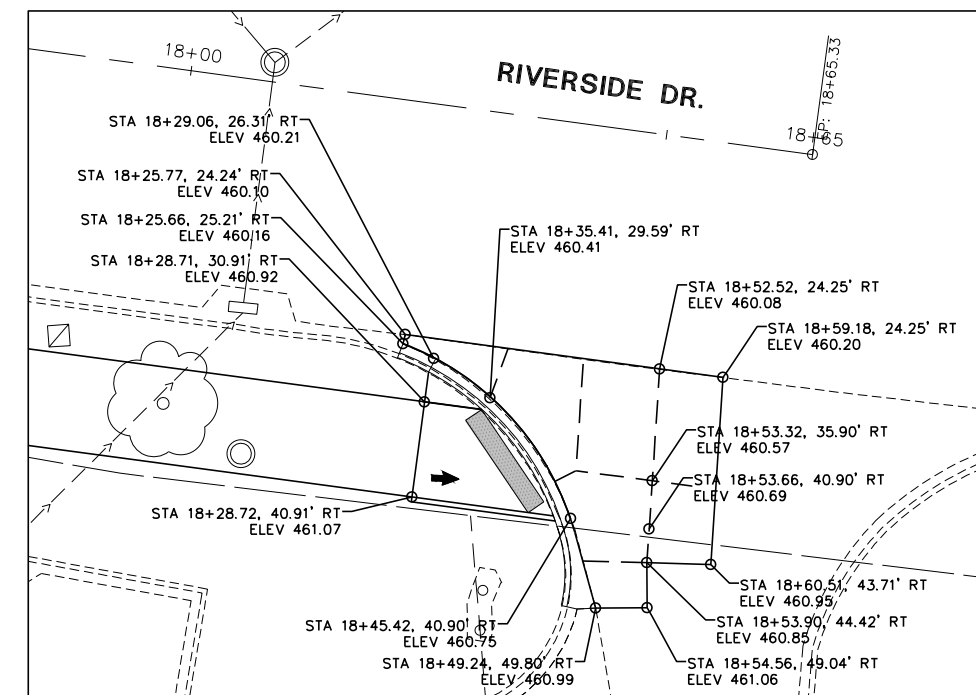 18+00
RIVERSIDE DR.
EP: 18+65.33
18+65
STA 18+29.06, 26.31' RT
ELEV 460.21
STA 18+25.77, 24.24' RT
ELEV 460.10
STA 18+25.66, 25.21' RT
ELEV 460.16
STA 18+28.71, 30.91' RT
ELEV 460.92
STA 18+35.41, 29.59' RT
ELEV 460.41
STA 18+52.52, 24.25' RT
ELEV 460.08
STA 18+59.18, 24.25' RT
ELEV 460.20
STA 18+53.32, 35.90' RT
ELEV 460.57
STA 18+53.66, 40.90' RT
ELEV 460.69
STA 18+28.72, 40.91' RT
ELEV 461.07
STA 18+60.51, 43.71' RT
ELEV 460.95
STA 18+53.90, 44.42' RT
ELEV 460.85
STA 18+45.42, 40.90' RT
ELEV 460.75
STA 18+49.24, 49.80' RT
ELEV 460.99
STA 18+54.56, 49.04' RT
ELEV 461.06